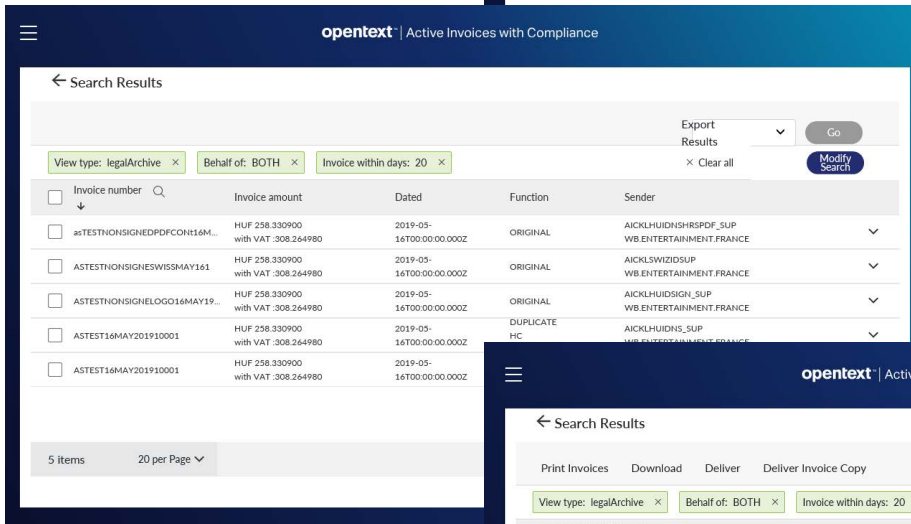 opentext™ | Active Invoices with Compliance
← Search Results
Export Results
Go
View type: legalArchive ×
Behalf of: BOTH ×
Invoice within days: 20 ×
× Clear all
Modify Search
Invoice number ↓
Invoice amount
Dated
Function
Sender
asTESTNONSIGNEDPDFCONt16M...
HUF 258.330900
with VAT :308.264980
2019-05-
16T00:00:00.000Z
ORIGINAL
AICKLHUIDNSHRSPDF_SUP
WB.ENTERTAINMENT.FRANCE
ASTESTNONSIGNESWISSMAY161
HUF 258.330900
with VAT :308.264980
2019-05-
16T00:00:00.000Z
ORIGINAL
AICKLSWIZIDSUP
WB.ENTERTAINMENT.FRANCE
ASTESTNONSIGNELOGO16MAY19...
HUF 258.330900
with VAT :308.264980
2019-05-
16T00:00:00.000Z
ORIGINAL
AICKLHUIDSIGN_SUP
WB.ENTERTAINMENT.FRANCE
ASTEST16MAY201910001
HUF 258.330900
with VAT :308.264980
2019-05-
16T00:00:00.000Z
DUPLICATE
HC
AICKLHUIDNS_SUP
WB.ENTERTAINMENT.FRANCE
ASTEST16MAY201910001
HUF 258.330900
with VAT :308.264980
2019-05-
16T00:00:00.000Z
5 items
20 per Page
opentext™ | Activ
← Search Results
Print Invoices
Download
Deliver
Deliver Invoice Copy
View type: legalArchive ×
Behalf of: BOTH ×
Invoice within days: 20